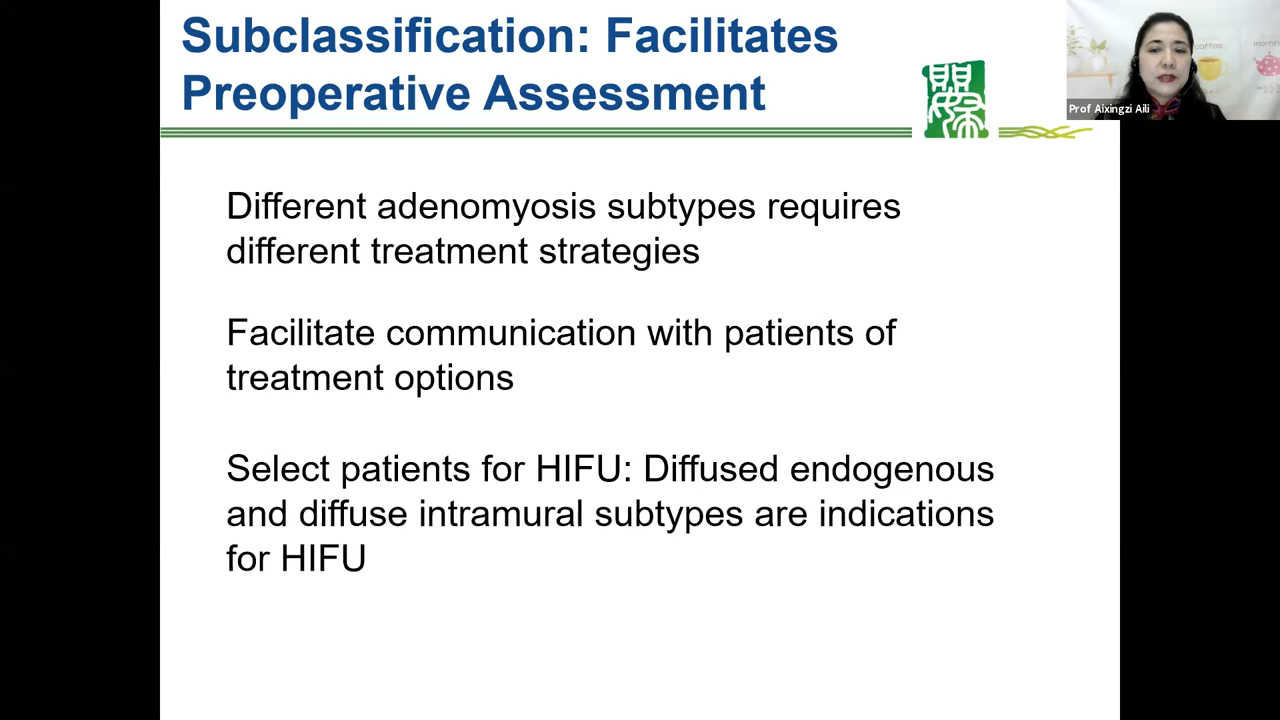 Subclassification: Facilitates
Preoperative Assessment
coffee
Prof Aixingzi Aili
Different adenomyosis subtypes requires
different treatment strategies
Facilitate communication with patients of
treatment options
Select patients for HIFU: Diffused endogenous
and diffuse intramural subtypes are indications
for HIFU